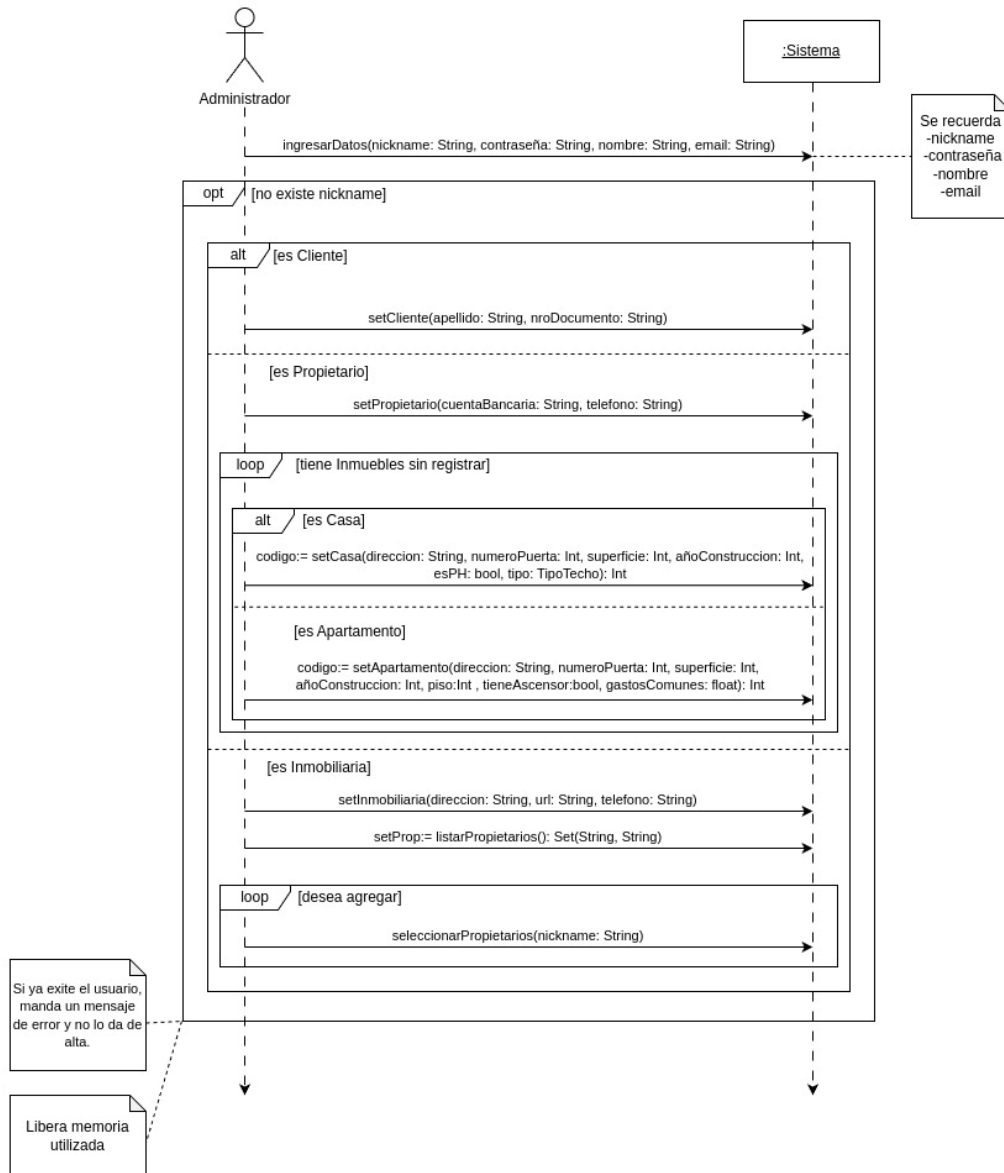 :Sistema
Administrador
Se recuerda
-nickname
-contraseña
-nombre
-email
ingresarDatos(nickname: String, contraseña: String, nombre: String, email: String)
opt
[no existe nickname]
alt
[es Cliente]
setCliente(apellido: String, nroDocumento: String)
[es Propietario]
setPropietario(cuentaBancaria: String, telefono: String)
loop
[tiene Inmuebles sin registrar]
alt
[es Casa]
codigo:= setCasa(direccion: String, numeroPuerta: Int, superficie: Int, añoConstruccion: Int,
esPH: bool, tipo: TipoTecho): Int
[es Apartamento]
codigo:= setApartamento(direccion: String, numeroPuerta: Int, superficie: Int,
añoConstruccion: Int, piso:Int , tieneAscensor:bool, gastosComunes: float): Int
[es Inmobiliaria]
setInmobiliaria(direccion: String, url: String, telefono: String)
setProp:= listarPropietarios(): Set(String, String)
loop
[desea agregar]
seleccionarPropietarios(nickname: String)
Si ya exite el usuario,
manda un mensaje
de error y no lo da de
alta.
Libera memoria
utilizada